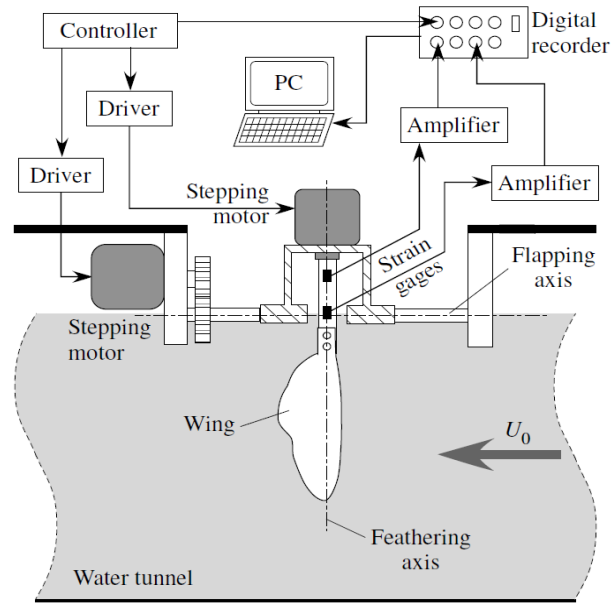 Controller
Digital
recorder
PC
Driver
Amplifier
Driver
Stepping
motor
Amplifier
Strain
gages
Flapping
axis
Stepping
motor
Wing
U0
Feathering
axis
Water tunnel